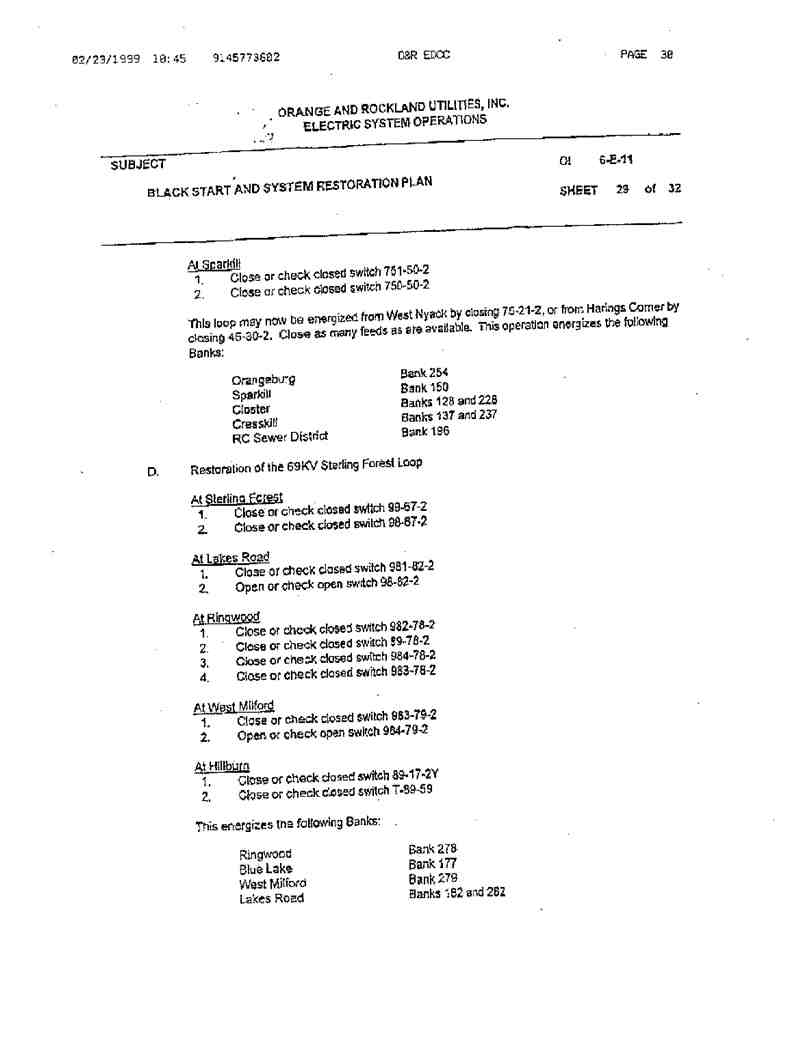 02/23/1999 10:45 9145773682 O&R EDCC PAGE 30
ORANGE AND ROCKLAND UTILITIES, INC.
ELECTRIC SYSTEM OPERATIONS
SUBJECT OI 6-E-11
BLACK START AND SYSTEM RESTORATION PLAN SHEET 29 of 32
At Sparkill
1. Close or check closed switch 751-50-2
2. Close or check closed switch 750-50-2
This loop may now be energized from West Nyack by closing 75-21-2, or from Harings Corner by
closing 45-30-2. Close as many feeds as are available. This operation energizes the following
Banks:
Orangeburg Bank 254
Sparkill Bank 150
Closter Banks 128 and 228
Cresskill Banks 137 and 237
RC Sewer District Bank 196
D. Restoration of the 69KV Sterling Forest Loop
At Sterling Forest
1. Close or check closed switch 99-67-2
2. Close or check closed switch 98-67-2
At Lakes Road
1. Close or check closed switch 981-82-2
2. Open or check open switch 98-82-2
At Ringwood
1. Close or check closed switch 982-78-2
2. Close or check closed switch 89-78-2
3. Close or check closed switch 984-78-2
4. Close or check closed switch 983-78-2
At West Milford
1. Close or check closed switch 983-79-2
2. Open or check open switch 984-79-2
At Hillburn
1. Close or check closed switch 89-17-2Y
2. Close or check closed switch T-89-59
This energizes the following Banks:
Ringwood Bank 278
Blue Lake Bank 177
West Milford Bank 279
Lakes Road Banks 182 and 282